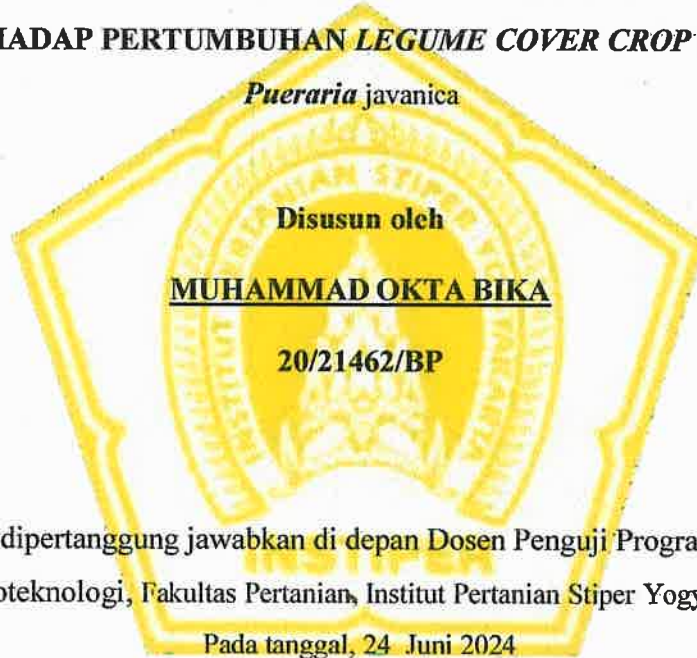 HADAP PERTUMBUHAN LEGUME COVER CROP
Pueraria javanica
Disusun oleh
MUHAMMAD OKTA BIKA
20/21462/BP
dipertanggung jawabkan di depan Dosen Penguji Progra
oteknologi, Fakultas Pertanian, Institut Pertanian Stiper Yogy
INSTIPER
Pada tanggal, 24 Juni 2024